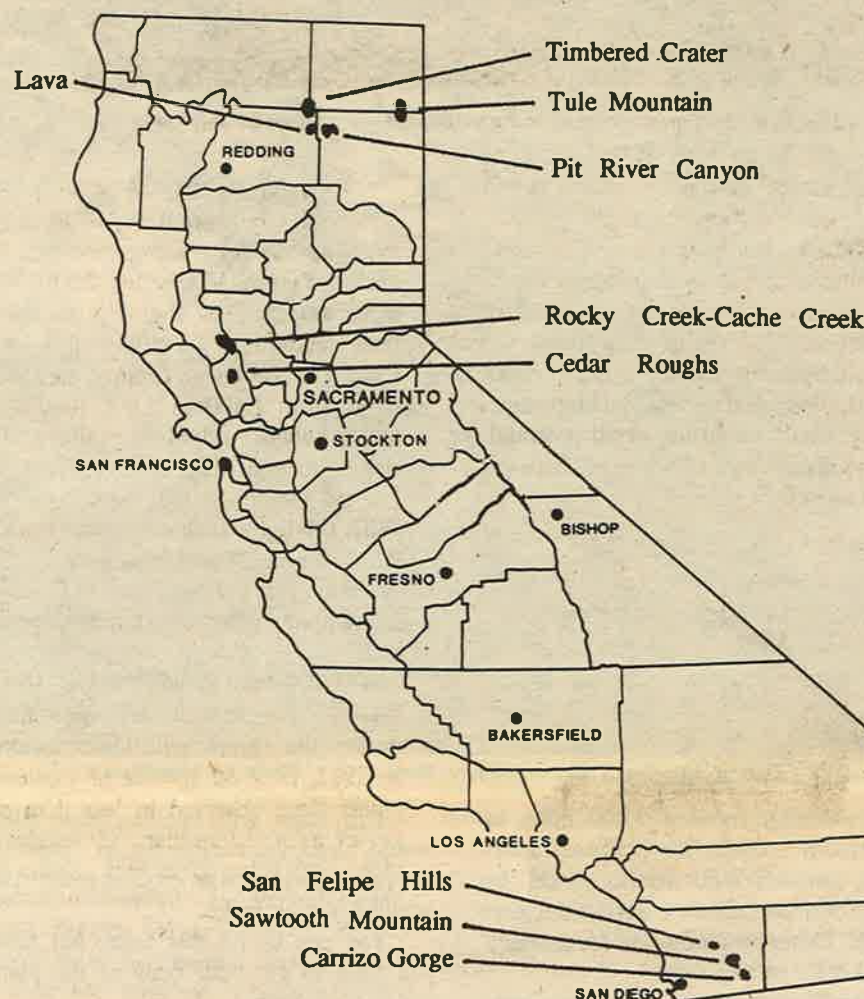 Timbered Crater
Lava
Tule Mountain
REDDING
Pit River Canyon
Rocky Creek-Cache Creek
Cedar Roughs
SACRAMENTO
STOCKTON
SAN FRANCISCO
BISHOP
FRESNO
BAKERSFIELD
LOS ANGELES
San Felipe Hills
Sawtooth Mountain
Carrizo Gorge
SAN DIEGO